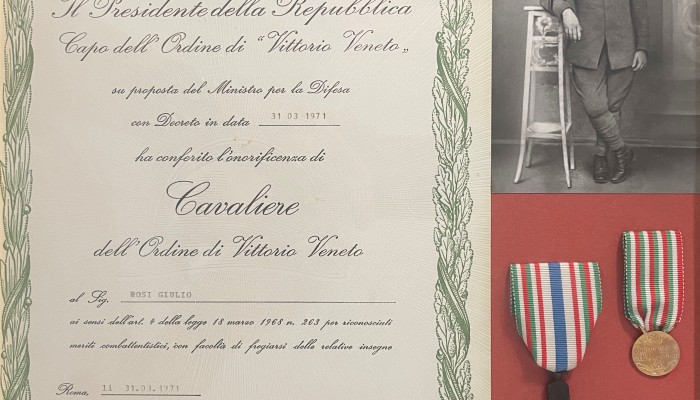 Il Presidente della Repubblica
Capo dell'Ordine di "Vittorio Veneto„
su proposta del Ministro per la Difesa
con Decreto in data 31 03 1971
ha conferito l'onorificenza di
Cavaliere
dell'Ordine di Vittorio Veneto
al Sig. ROSI GIULIO
ai sensi dell'art. 4 della legge 18 marzo 1968 n. 263 per riconosciuti
meriti combattentistici, con facoltà di fregiarsi delle relative insegne
Roma, li 31.03.1971